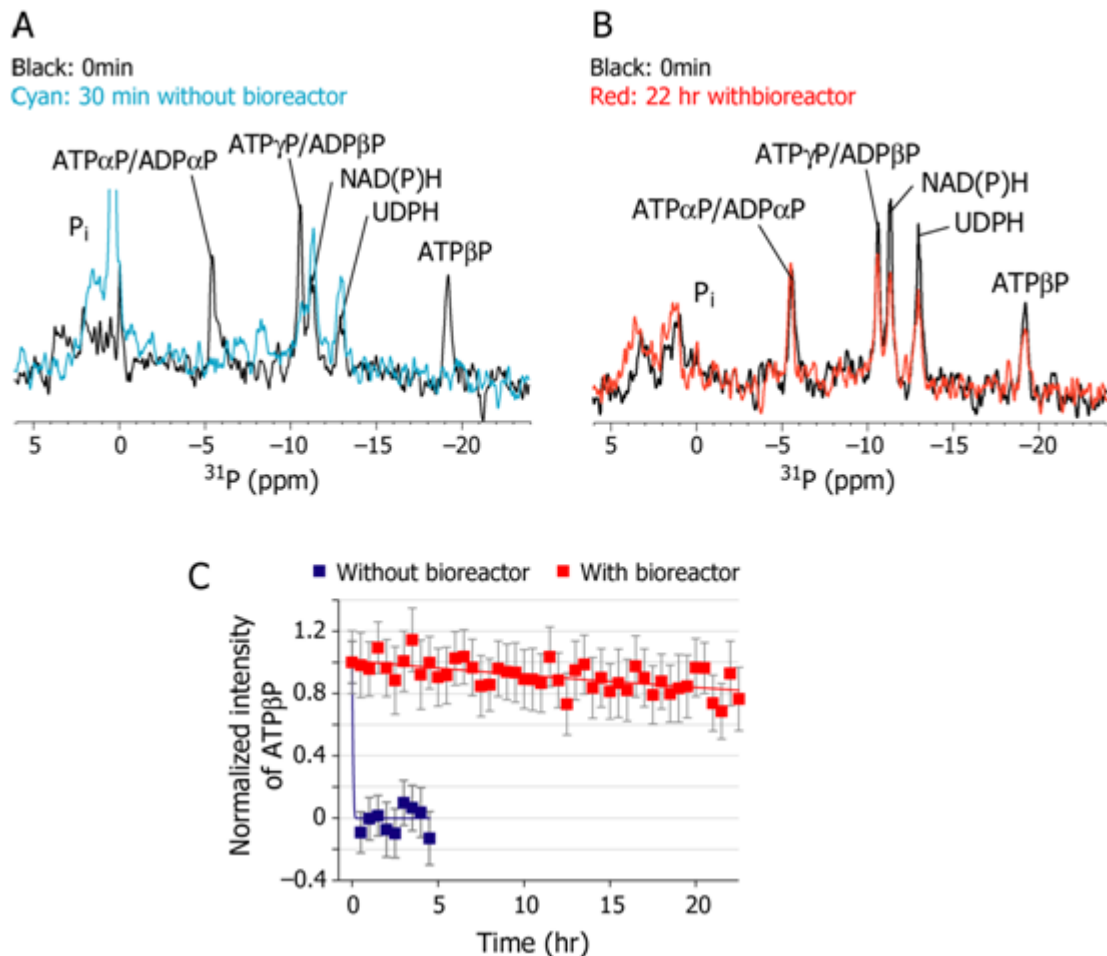 A
Black: 0min
Cyan: 30 min without bioreactor
ATPγP/ADPβP
ATPαP/ADPαP
NAD(P)H
Pi
UDPH
ATPβP
5 0 −5 −10 −15 −20
31P (ppm)
B
Black: 0min
Red: 22 hr withbioreactor
ATPγP/ADPβP
NAD(P)H
ATPαP/ADPαP
UDPH
Pi
ATPβP
5 0 −5 −10 −15 −20
31P (ppm)
C
Without bioreactor With bioreactor
Normalized intensity
of ATPβP
1.2
0.8
0.4
0
−0.4
0 5 10 15 20
Time (hr)